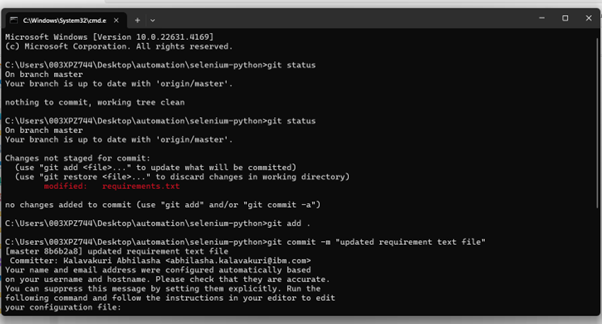 C:\Windows\System32\cmd.e
Microsoft Windows [Version 10.0.22631.4169]
(c) Microsoft Corporation. All rights reserved.
C:\Users\003XPZ744\Desktop\automation\selenium-python>git status
On branch master
Your branch is up to date with 'origin/master'.
nothing to commit, working tree clean
C:\Users\003XPZ744\Desktop\automation\selenium-python>git status
On branch master
Your branch is up to date with 'origin/master'.
Changes not staged for commit:
(use "git add <file>..." to update what will be committed)
(use "git restore <file>..." to discard changes in working directory)
modified: requirements.txt
no changes added to commit (use "git add" and/or "git commit -a")
C:\Users\003XPZ744\Desktop\automation\selenium-python>git add .
C:\Users\003XPZ744\Desktop\automation\selenium-python>git commit -m "updated requirement text file"
[master 8b6b2a8] updated requirement text file
Committer: Kalavakuri Abhilasha <abhilasha.kalavakuri@ibm.com>
Your name and email address were configured automatically based
on your username and hostname. Please check that they are accurate.
You can suppress this message by setting them explicitly. Run the
following command and follow the instructions in your editor to edit
your configuration file: